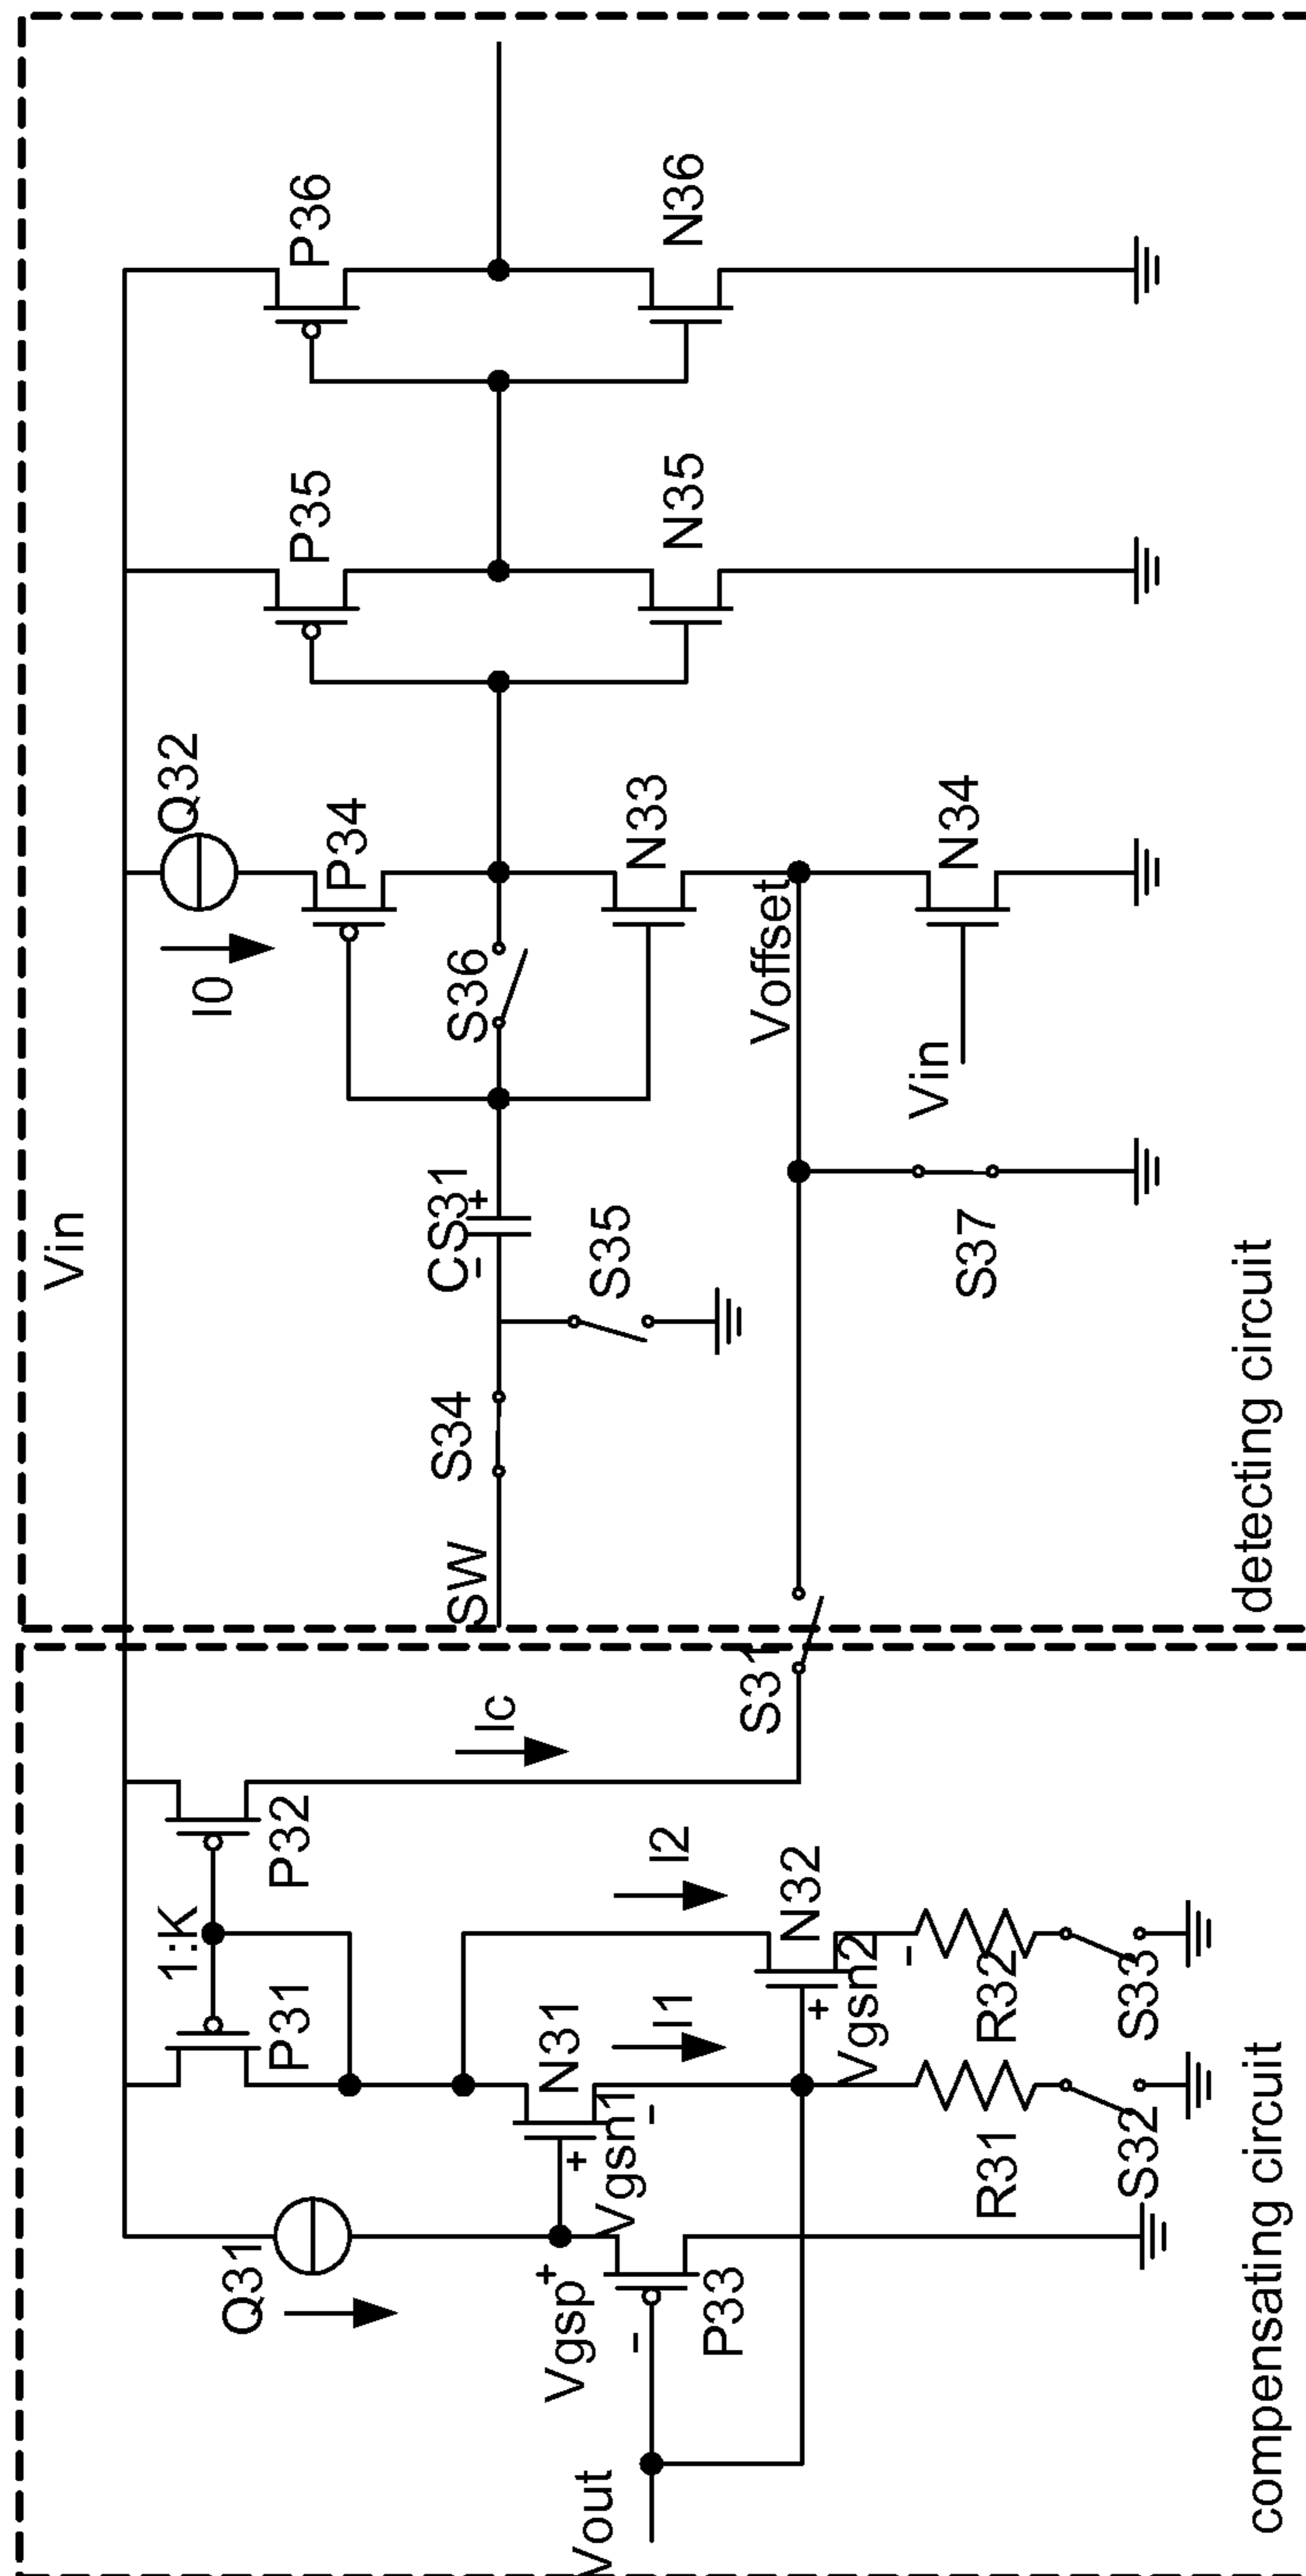 Vin
Q31
P31
1:K
P32
Ic
Vgsp
+
-
P33
Vout
N31
+
Vgsn1
-
I1
I2
N32
+
Vgsn2
-
R31
R32
S32
S33
S31
compensating circuit
SW
S34
S35
CS31
-
+
S36
I0
Q32
P34
N33
Voffset
Vin
N34
S37
P35
N35
P36
N36
detecting circuit